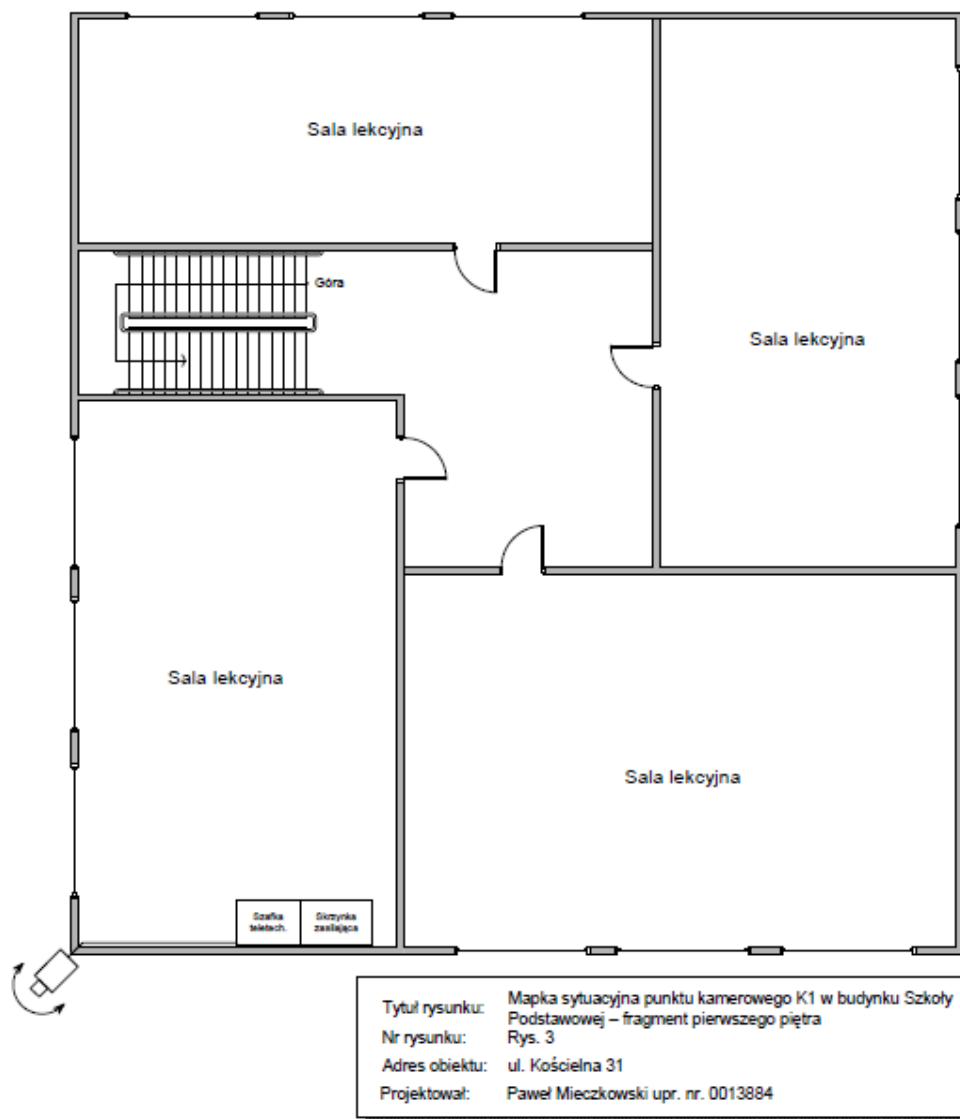 Sala lekcyjna
Góra
Sala lekcyjna
Sala lekcyjna
Sala lekcyjna
Szafka
teletech.
Skrzynka
zasilająca
Tytuł rysunku: Mapka sytuacyjna punktu kamerowego K1 w budynku Szkoły
Podstawowej – fragment pierwszego piętra
Nr rysunku: Rys. 3
Adres obiektu: ul. Kościelna 31
Projektował: Paweł Mieczkowski upr. nr. 0013884